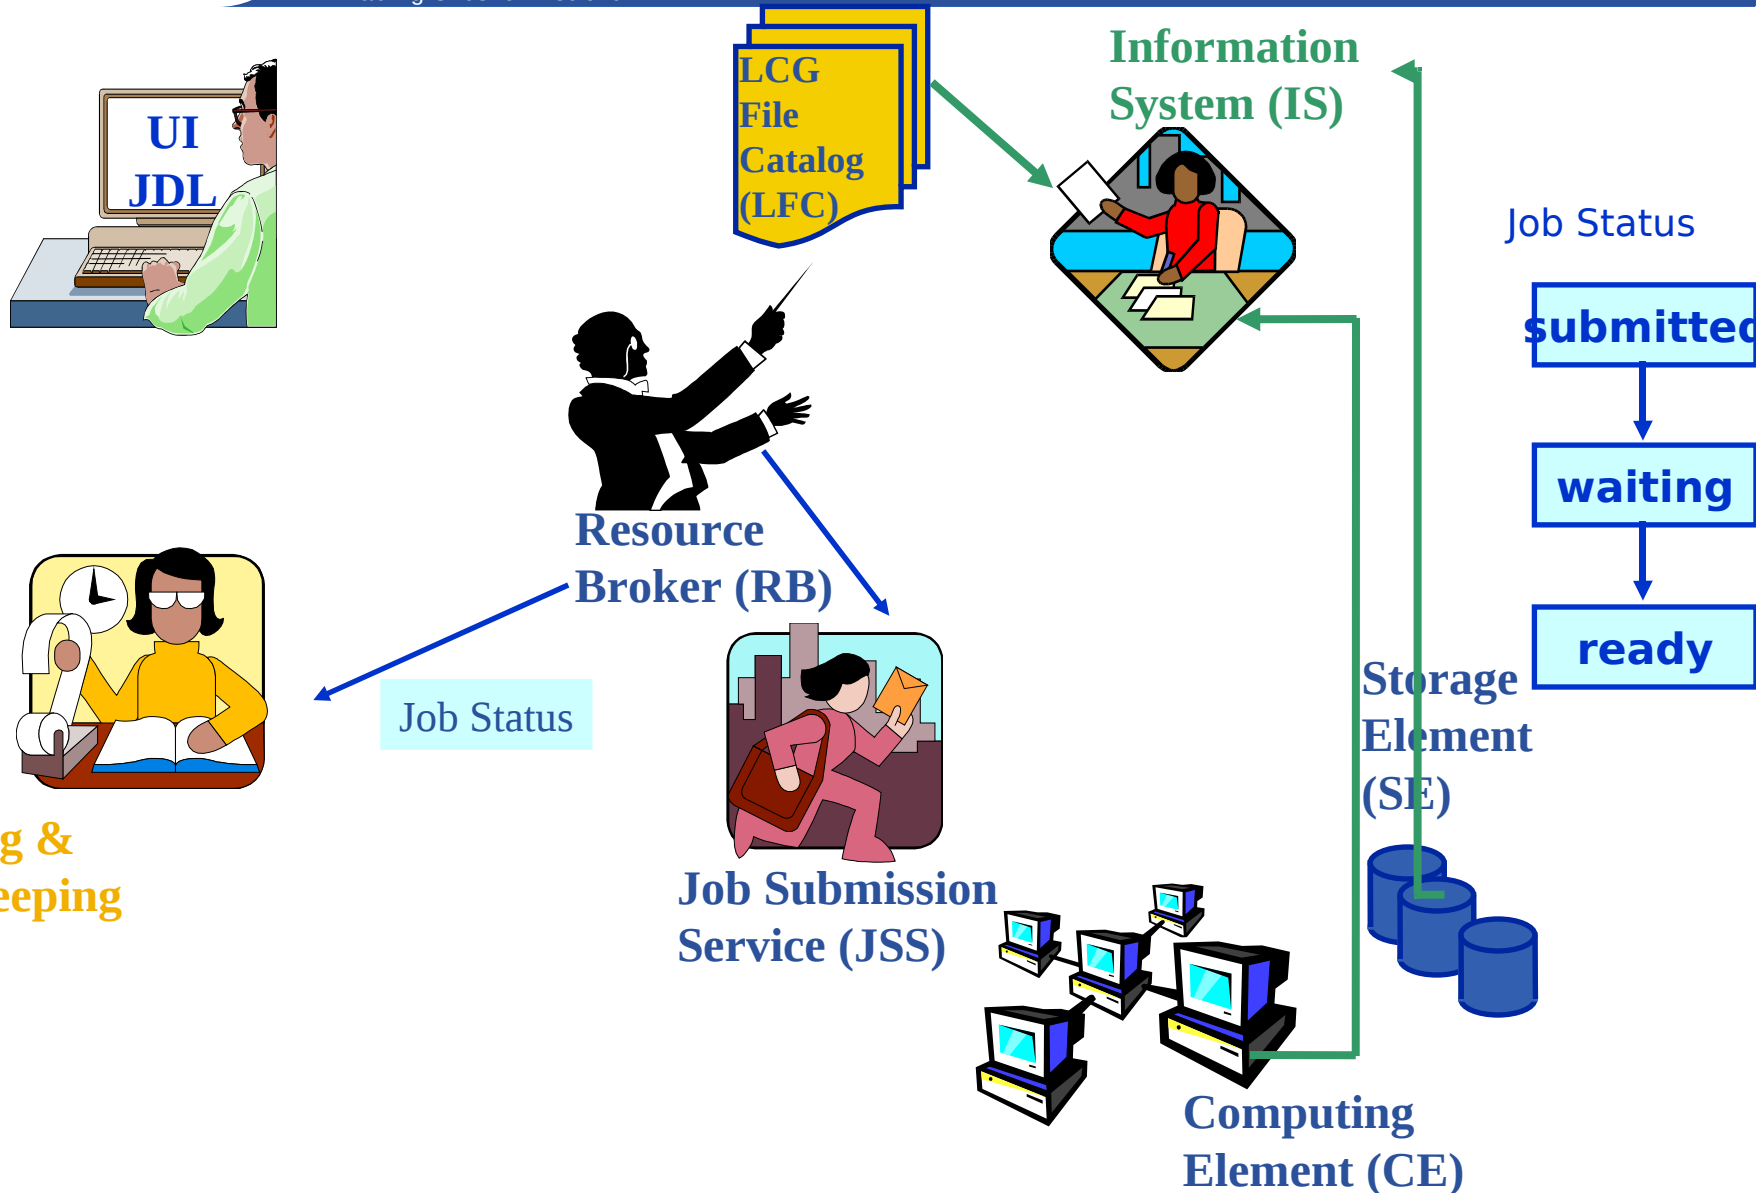 UI
JDL
LCG
File
Catalog
(LFC)
Information
System (IS)
Job Status
submitted
waiting
ready
Resource
Broker (RB)
Job Status
Storage
Element
(SE)
g &
eeping
Job Submission
Service (JSS)
Computing
Element (CE)